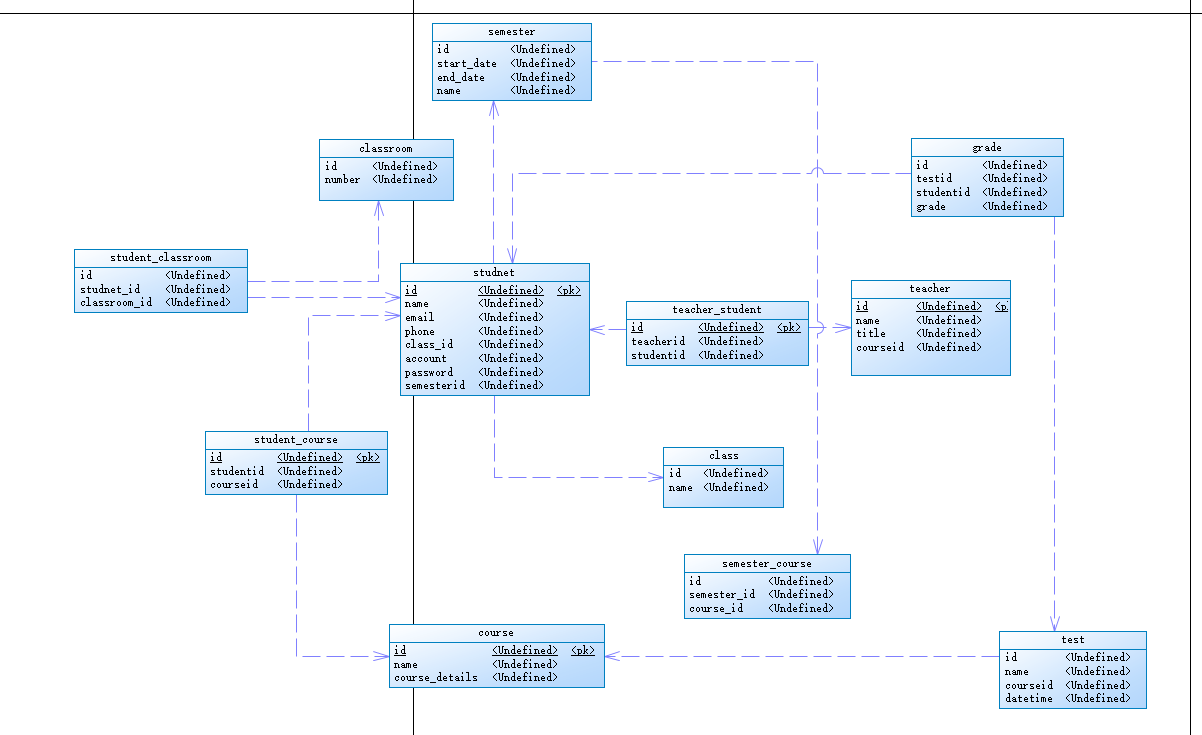 semester
id <Undefined>
start_date <Undefined>
end_date <Undefined>
name <Undefined>
classroom
id <Undefined>
number <Undefined>
grade
id <Undefined>
testid <Undefined>
studentid <Undefined>
grade <Undefined>
student_classroom
id <Undefined>
studnet_id <Undefined>
classroom_id <Undefined>
studnet
id <Undefined> <pk>
name <Undefined>
email <Undefined>
phone <Undefined>
class_id <Undefined>
account <Undefined>
password <Undefined>
semesterid <Undefined>
teacher_student
id <Undefined> <pk>
teacherid <Undefined>
studentid <Undefined>
teacher
id <Undefined> <p
name <Undefined>
title <Undefined>
courseid <Undefined>
student_course
id <Undefined> <pk>
studentid <Undefined>
courseid <Undefined>
class
id <Undefined>
name <Undefined>
semester_course
id <Undefined>
semester_id <Undefined>
course_id <Undefined>
course
id <Undefined> <pk>
name <Undefined>
course_details <Undefined>
test
id <Undefined>
name <Undefined>
courseid <Undefined>
datetime <Undefined>